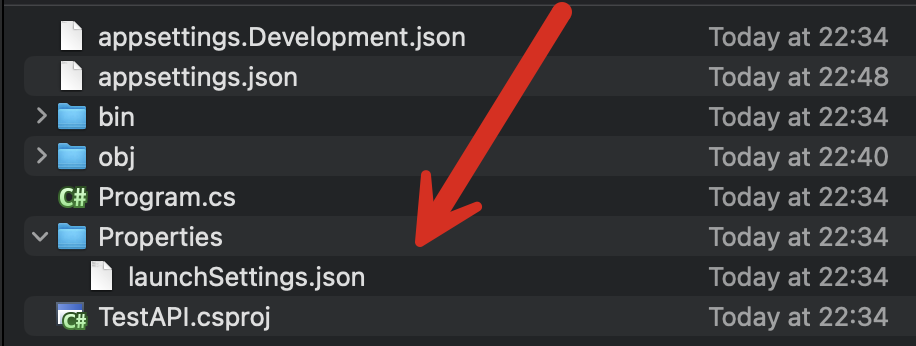 appsettings.Development.json Today at 22:34
appsettings.json Today at 22:48
bin Today at 22:34
obj Today at 22:40
C# Program.cs Today at 22:34
Properties Today at 22:34
launchSettings.json Today at 22:34
C# TestAPI.csproj Today at 22:34